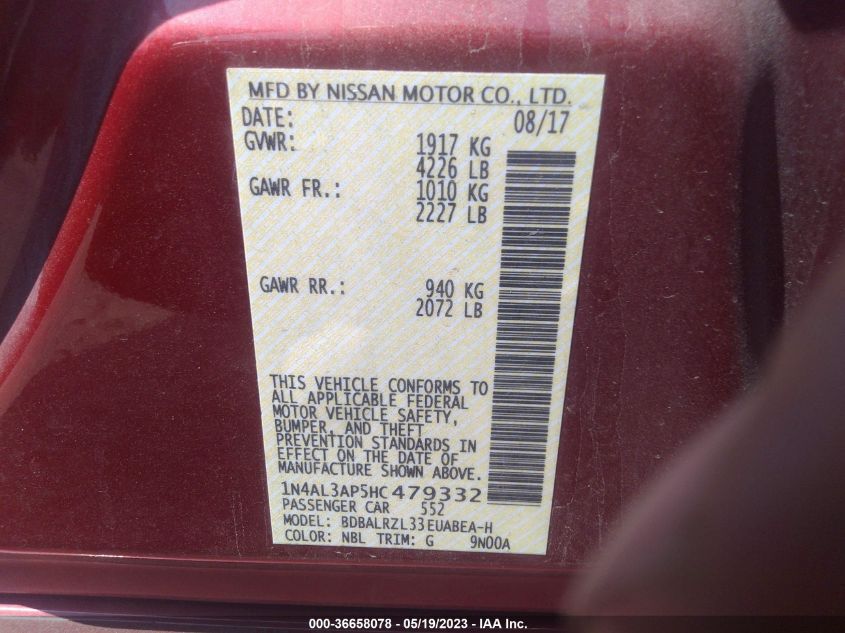 MFD BY NISSAN MOTOR CO., LTD.
DATE: 08/17
GVWR: 1917 KG
4226 LB
GAWR FR.: 1010 KG
2227 LB
GAWR RR.: 940 KG
2072 LB
THIS VEHICLE CONFORMS TO
ALL APPLICABLE FEDERAL
MOTOR VEHICLE SAFETY,
BUMPER, AND THEFT
PREVENTION STANDARDS IN
EFFECT ON THE DATE OF
MANUFACTURE SHOWN ABOVE.
1N4AL3AP5HC479332
PASSENGER CAR 552
MODEL: BDBALRZL33EUABEA-H
COLOR: NBL TRIM: G 9N00A
000-36658078 - 05/19/2023 - IAA Inc.